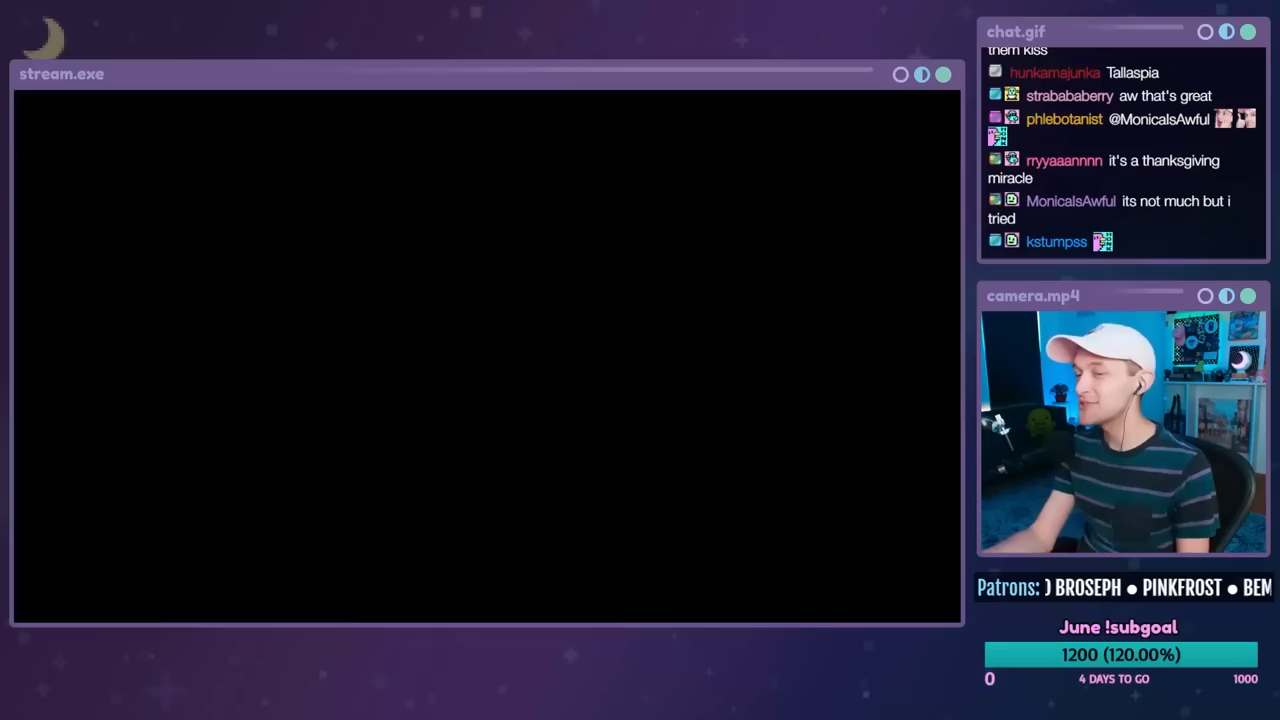 stream.exe
chat.gif
them kiss
hunkamajunka Tallaspia
strabababerry aw that's great
phlebotanist @MonicaIsAwful
rryyaaannnn it's a thanksgiving
miracle
MonicaIsAwful its not much but i
tried
kstumpss
camera.mp4
Patrons: BROSEPH ● PINKFROST ● BEM
June !subgoal
1200 (120.00%)
0 4 DAYS TO GO 1000